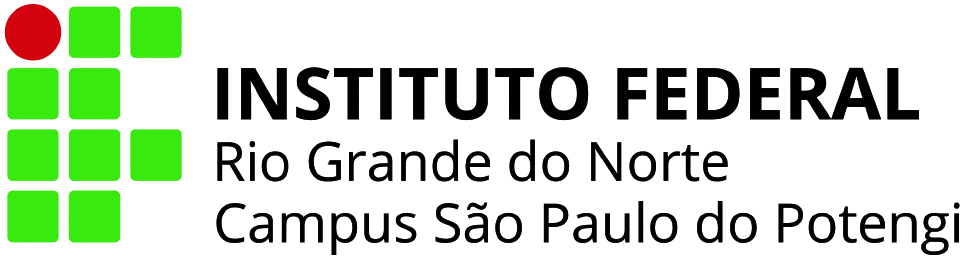 INSTITUTO FEDERAL
Rio Grande do Norte
Campus São Paulo do Potengi